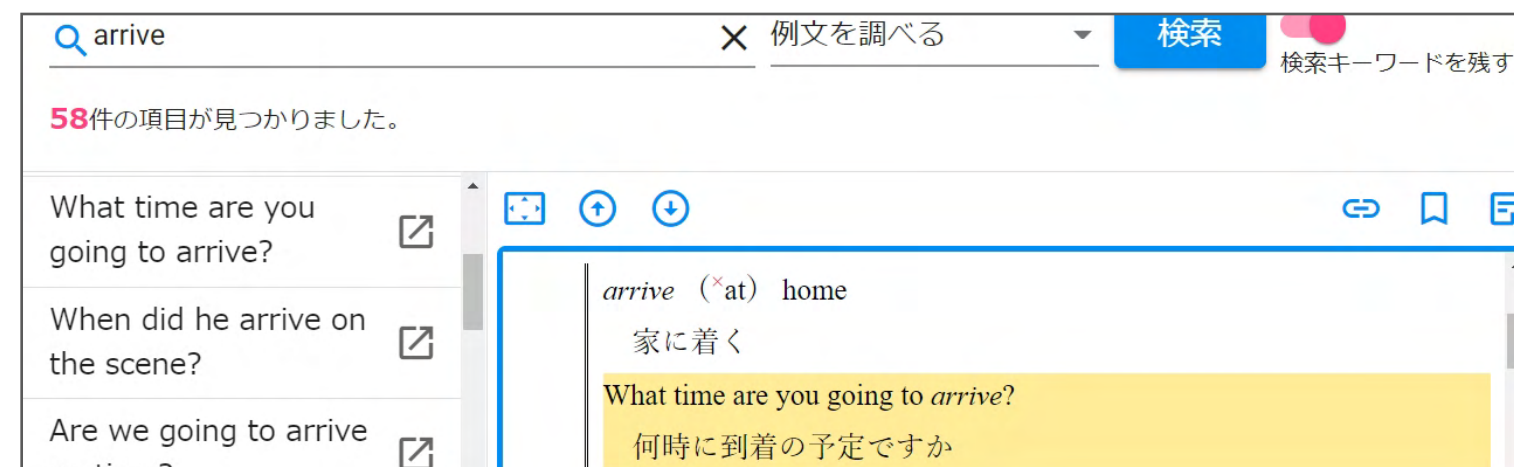 arrive
例文を調べる
検索
検索キーワードを残す
58件の項目が見つかりました。
What time are you
going to arrive?
When did he arrive on
the scene?
Are we going to arrive
arrive (×at) home
家に着く
What time are you going to arrive?
何時に到着の予定ですか